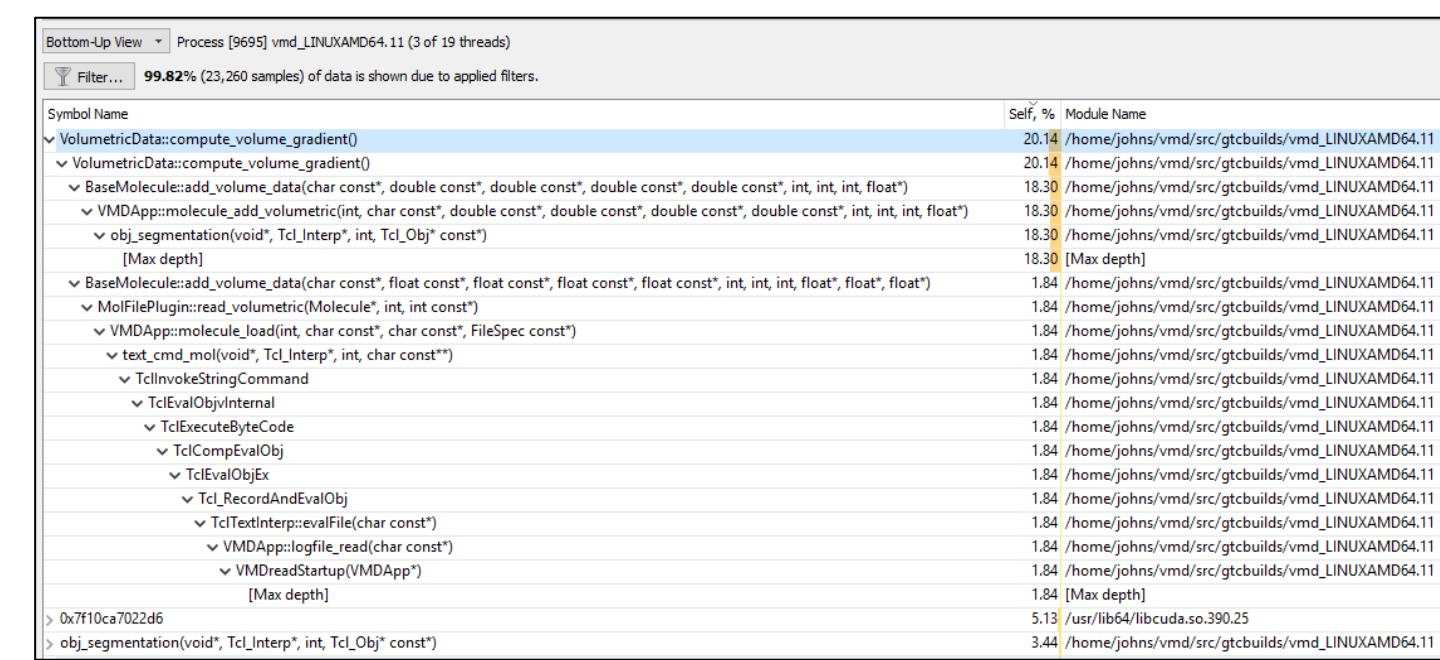 Bottom-Up View Process [9695] vmd_LINUXAMD64.11 (3 of 19 threads)
Filter... 99.82% (23,260 samples) of data is shown due to applied filters.
Symbol Name Self, % Module Name
VolumetricData::compute_volume_gradient() 20.14 /home/johns/vmd/src/gtcbuilds/vmd_LINUXAMD64.11
VolumetricData::compute_volume_gradient() 20.14 /home/johns/vmd/src/gtcbuilds/vmd_LINUXAMD64.11
BaseMolecule::add_volume_data(char const*, double const*, double const*, double const*, double const*, int, int, int, float*) 18.30 /home/johns/vmd/src/gtcbuilds/vmd_LINUXAMD64.11
VMDApp::molecule_add_volumetric(int, char const*, double const*, double const*, double const*, double const*, int, int, int, float*) 18.30 /home/johns/vmd/src/gtcbuilds/vmd_LINUXAMD64.11
obj_segmentation(void*, Tcl_Interp*, int, Tcl_Obj* const*) 18.30 /home/johns/vmd/src/gtcbuilds/vmd_LINUXAMD64.11
[Max depth] 18.30 [Max depth]
BaseMolecule::add_volume_data(char const*, float const*, float const*, float const*, float const*, int, int, int, float*, float*, float*) 1.84 /home/johns/vmd/src/gtcbuilds/vmd_LINUXAMD64.11
MolFilePlugin::read_volumetric(Molecule*, int, int const*) 1.84 /home/johns/vmd/src/gtcbuilds/vmd_LINUXAMD64.11
VMDApp::molecule_load(int, char const*, char const*, FileSpec const*) 1.84 /home/johns/vmd/src/gtcbuilds/vmd_LINUXAMD64.11
text_cmd_mol(void*, Tcl_Interp*, int, char const**) 1.84 /home/johns/vmd/src/gtcbuilds/vmd_LINUXAMD64.11
TclInvokeStringCommand 1.84 /home/johns/vmd/src/gtcbuilds/vmd_LINUXAMD64.11
TclEvalObjvInternal 1.84 /home/johns/vmd/src/gtcbuilds/vmd_LINUXAMD64.11
TclExecuteByteCode 1.84 /home/johns/vmd/src/gtcbuilds/vmd_LINUXAMD64.11
TclCompEvalObj 1.84 /home/johns/vmd/src/gtcbuilds/vmd_LINUXAMD64.11
TclEvalObjEx 1.84 /home/johns/vmd/src/gtcbuilds/vmd_LINUXAMD64.11
Tcl_RecordAndEvalObj 1.84 /home/johns/vmd/src/gtcbuilds/vmd_LINUXAMD64.11
TclTextInterp::evalFile(char const*) 1.84 /home/johns/vmd/src/gtcbuilds/vmd_LINUXAMD64.11
VMDApp::logfile_read(char const*) 1.84 /home/johns/vmd/src/gtcbuilds/vmd_LINUXAMD64.11
VMDreadStartup(VMDApp*) 1.84 /home/johns/vmd/src/gtcbuilds/vmd_LINUXAMD64.11
[Max depth] 1.84 [Max depth]
0x7f10ca7022d6 5.13 /usr/lib64/libcuda.so.390.25
obj_segmentation(void*, Tcl_Interp*, int, Tcl_Obj* const*) 3.44 /home/johns/vmd/src/gtcbuilds/vmd_LINUXAMD64.11